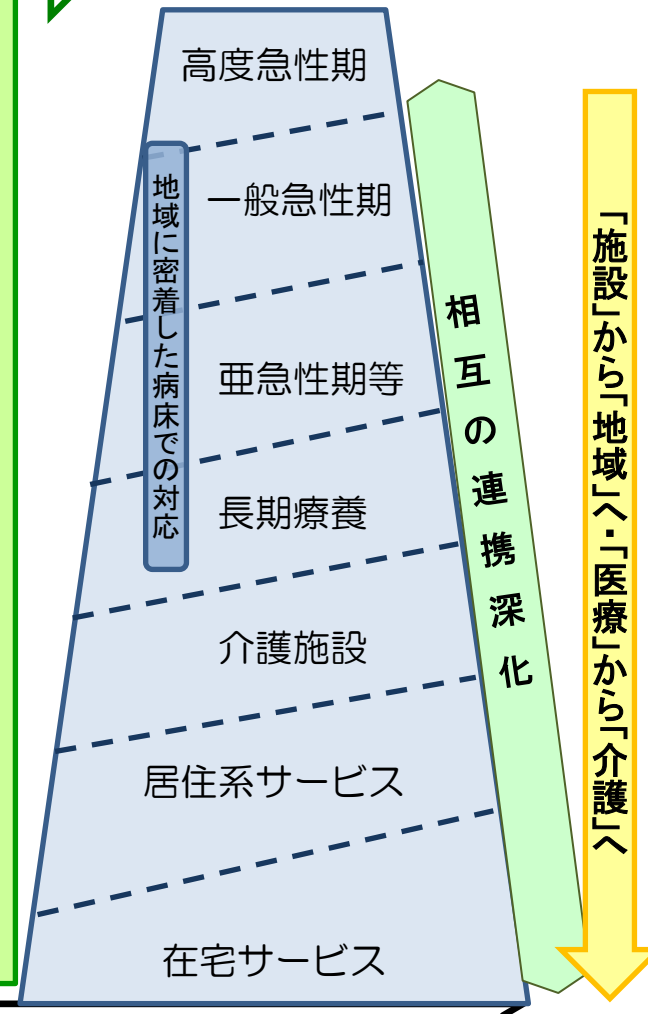 高度急性期
一般急性期
亜急性期等
長期療養
介護施設
居住系サービス
在宅サービス
地域に密着した病床での対応
相互の連携深化
「施設」から「地域」へ・「医療」から「介護」へ